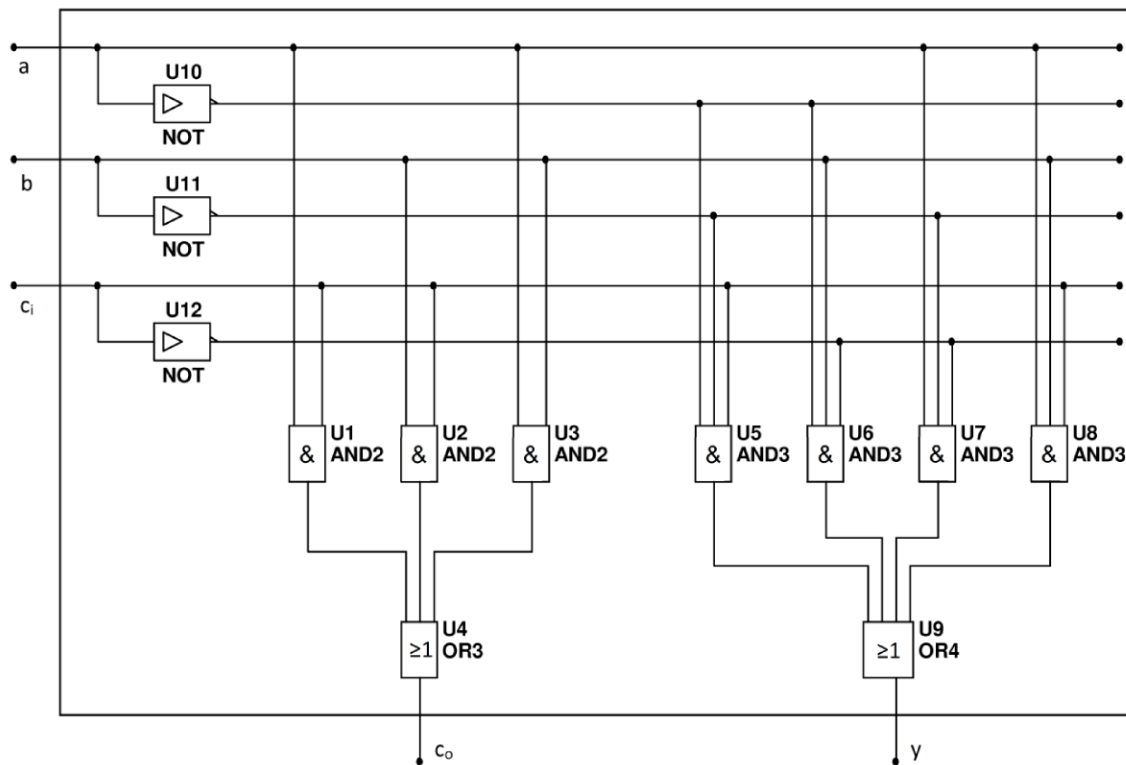 a
U10
NOT
b
U11
NOT
cᵢ
U12
NOT
& U1
AND2
& U2
AND2
& U3
AND2
& U5
AND3
& U6
AND3
& U7
AND3
& U8
AND3
≥1 U4
OR3
≥1 U9
OR4
cₒ
y